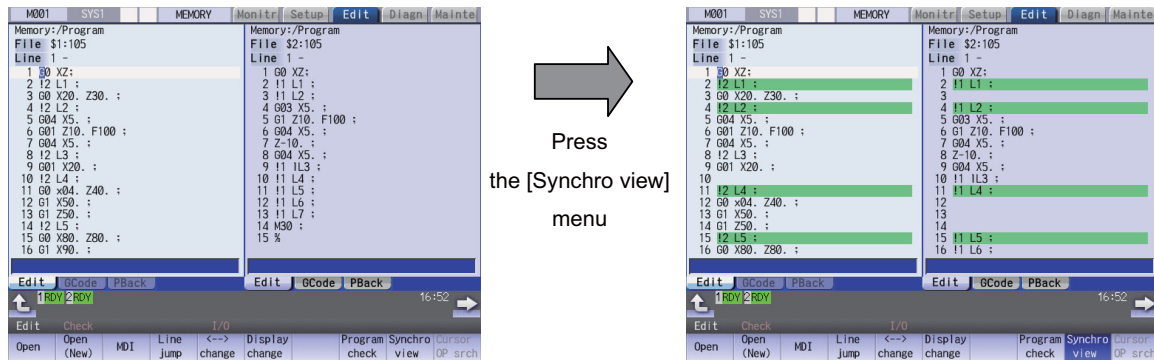 M001 SYS1 MEMORY Monitr Setup Edit Diagn Mainte
Memory:/Program
File $1:105
Line 1 -
1 G0 XZ;
2 !2 L1 ;
3 G0 X20. Z30. ;
4 !2 L2 ;
5 G04 X5. ;
6 G01 Z10. F100 ;
7 G04 X5. ;
8 !2 L3 ;
9 G01 X20. ;
10 !2 L4 ;
11 G0 x04. Z40. ;
12 G1 X50. ;
13 G1 Z50. ;
14 !2 L5 ;
15 G0 X80. Z80. ;
16 G1 X90. ;
Memory:/Program
File $2:105
Line 1 -
1 G0 XZ;
2 !1 L1 ;
3 !1 L2 ;
4 G03 X5. ;
5 G1 Z10. F100 ;
6 G04 X5. ;
7 Z-10. ;
8 G04 X5. ;
9 !1 IL3 ;
10 !1 L4 ;
11 !1 L5 ;
12 !1 L6 ;
13 !1 L7 ;
14 M30 ;
15 %
Edit GCode PBack Edit GCode PBack
1 RDY 2 RDY 16:52
Edit Check I/O
Open Open (New) MDI Line jump <--> change Display change Program check Synchro view Cursor OP srch
Press
the [Synchro view]
menu
M001 SYS1 MEMORY Monitr Setup Edit Diagn Mainte
Memory:/Program
File $1:105
Line 1 -
1 G0 XZ;
2 !2 L1 ;
3 G0 X20. Z30. ;
4 !2 L2 ;
5 G04 X5. ;
6 G01 Z10. F100 ;
7 G04 X5. ;
8 !2 L3 ;
9 G01 X20. ;
10
11 !2 L4 ;
12 G0 x04. Z40. ;
13 G1 X50. ;
14 G1 Z50. ;
15 !2 L5 ;
16 G0 X80. Z80. ;
Memory:/Program
File $2:105
Line 1 -
1 G0 XZ;
2 !1 L1 ;
3
4 !1 L2 ;
5 G03 X5. ;
6 G1 Z10. F100 ;
7 G04 X5. ;
8 Z-10. ;
9 G04 X5. ;
10 !1 IL3 ;
11 !1 L4 ;
12
13
14
15 !1 L5 ;
16 !1 L6 ;
Edit GCode PBack Edit GCode PBack
1 RDY 2 RDY 16:52
Edit Check I/O
Open Open (New) MDI Line jump <--> change Display change Program check Synchro view Cursor OP srch